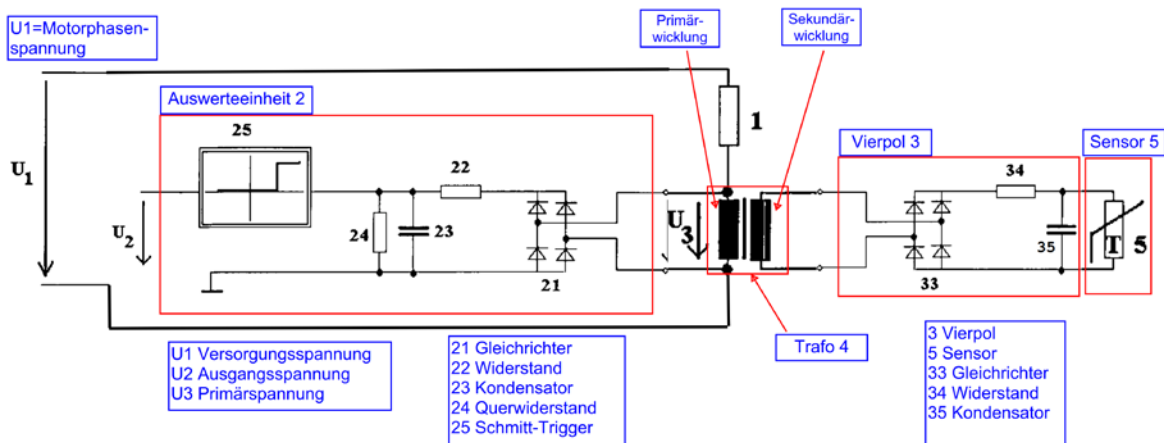 U1=Motorphasen-
spannung
Primär-
wicklung
Sekundär-
wicklung
Auswerteeinheit 2
Vierpol 3
Sensor 5
25
1
22
34
U1
U2
24
23
U3
35
T
5
21
33
Trafo 4
U1 Versorgungsspannung
U2 Ausgangsspannung
U3 Primärspannung
21 Gleichrichter
22 Widerstand
23 Kondensator
24 Querwiderstand
25 Schmitt-Trigger
3 Vierpol
5 Sensor
33 Gleichrichter
34 Widerstand
35 Kondensator